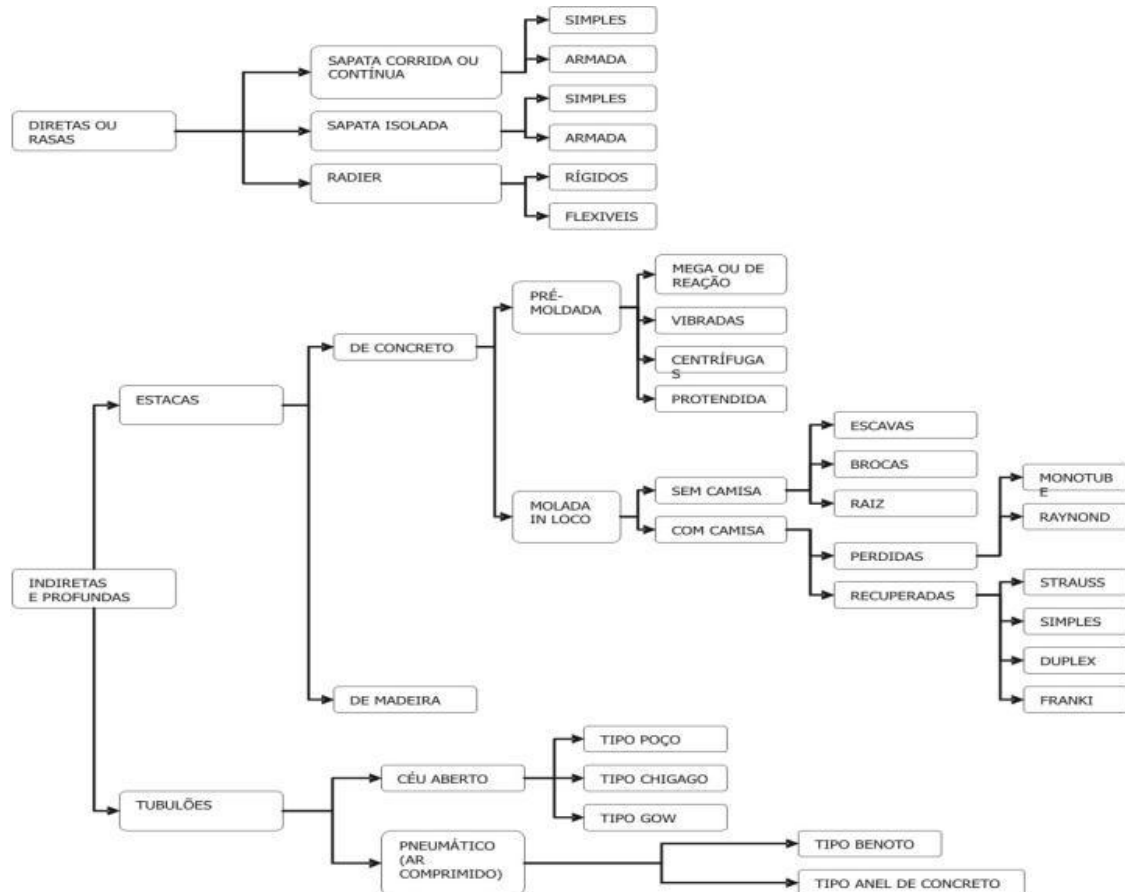 SIMPLES
SAPATA CORRIDA OU
CONTÍNUA
ARMADA
SIMPLES
DIRETAS OU
RASAS
SAPATA ISOLADA
ARMADA
RADIER
RÍGIDOS
FLEXIVEIS
MEGA OU DE
REAÇÃO
PRÉ-
MOLDADA
VIBRADAS
DE CONCRETO
CENTRÍFUGA
S
ESTACAS
PROTENDIDA
ESCAVAS
BROCAS
MONOTUB
E
SEM CAMISA
MOLADA
IN LOCO
RAIZ
RAYNOND
COM CAMISA
PERDIDAS
INDIRETAS
E PROFUNDAS
RECUPERADAS
STRAUSS
SIMPLES
DUPLEX
DE MADEIRA
FRANKI
TIPO POÇO
CÉU ABERTO
TIPO CHIGAGO
TUBULÕES
TIPO GOW
PNEUMÁTICO
(AR
COMPRIMIDO)
TIPO BENOTO
TIPO ANEL DE CONCRETO